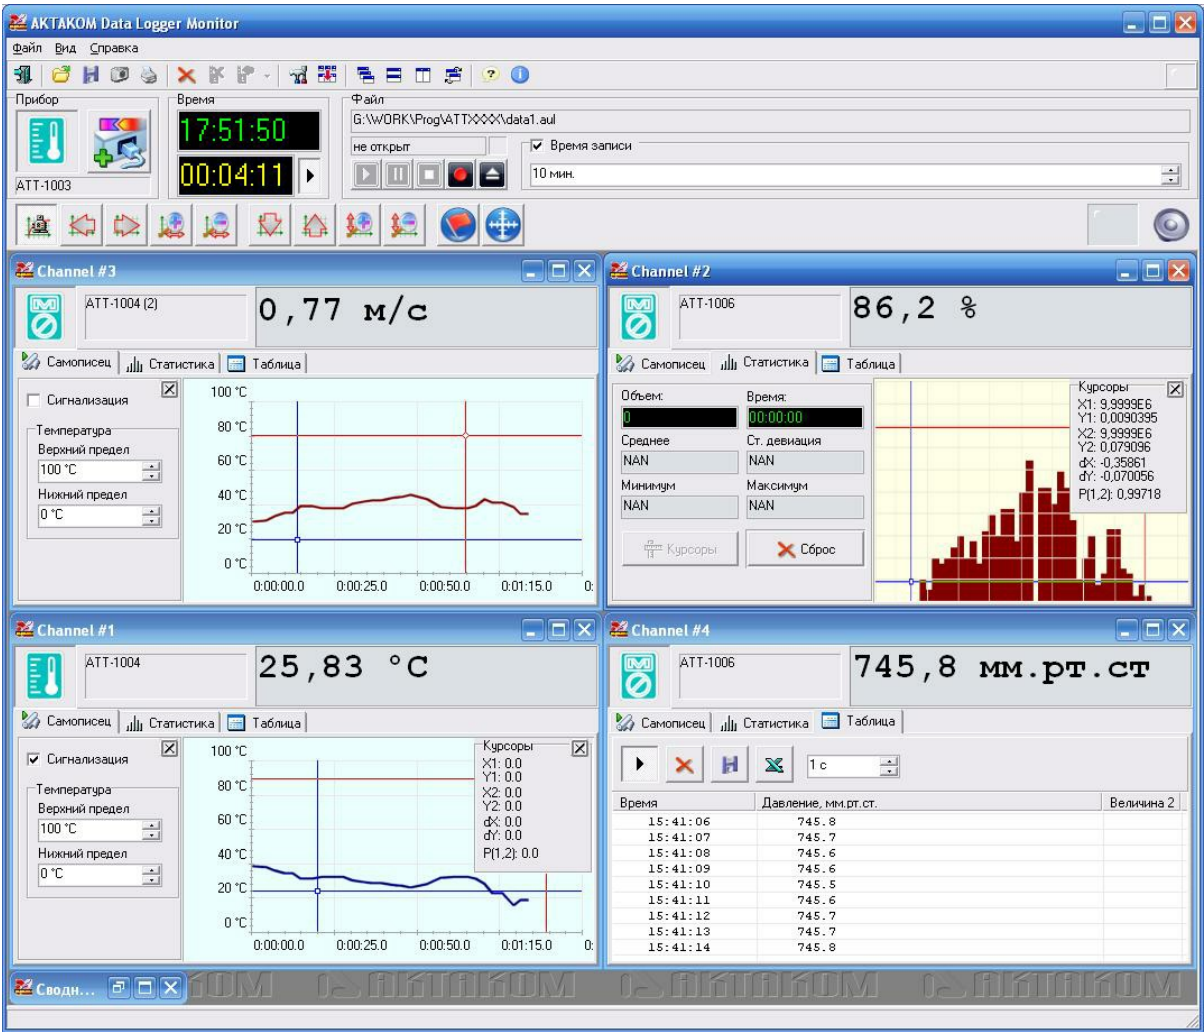 AKTAKOM Data Logger Monitor
Файл Вид Справка
Прибор
ATT-1003
Время
17:51:50
00:04:11
Файл
G:\WORK\Prog\ATTXXXX\data1.aul
не открыт
Время записи
10 мин.
Channel #3
ATT-1004 (2)
0,77 м/с
Самописец Статистика Таблица
Сигнализация
Температура
Верхний предел
100 °C
Нижний предел
0 °C
100 °C
80 °C
60 °C
40 °C
20 °C
0 °C
0:00:00.0 0:00:25.0 0:00:50.0 0:01:15.0 0:
Channel #2
ATT-1006
86,2 %
Самописец Статистика Таблица
Объем: Время:
0 00:00:00
Среднее Ст. девиация
NAN NAN
Минимум Максимум
NAN NAN
Курсоры Сброс
Курсоры
X1: 9,9999E6
Y1: 0,0090395
X2: 9,9999E6
Y2: 0,079096
dX: -0,35861
dY: -0,070056
P(1,2): 0,99718
Channel #1
ATT-1004
25,83 °C
Самописец Статистика Таблица
Сигнализация
Температура
Верхний предел
100 °C
Нижний предел
0 °C
100 °C
80 °C
60 °C
40 °C
20 °C
0 °C
0:00:00.0 0:00:25.0 0:00:50.0 0:01:15.0 0:
Курсоры
X1: 0.0
Y1: 0.0
X2: 0.0
Y2: 0.0
dX: 0.0
dY: 0.0
P(1,2): 0.0
Channel #4
ATT-1006
745,8 мм.рт.ст
Самописец Статистика Таблица
1 с
Время Давление, мм.рт.ст. Величина 2
15:41:06 745.8
15:41:07 745.7
15:41:08 745.6
15:41:09 745.6
15:41:10 745.5
15:41:11 745.6
15:41:12 745.7
15:41:13 745.7
15:41:14 745.8
Сводн...
AKTAKOM AKTAKOM AKTAKOM